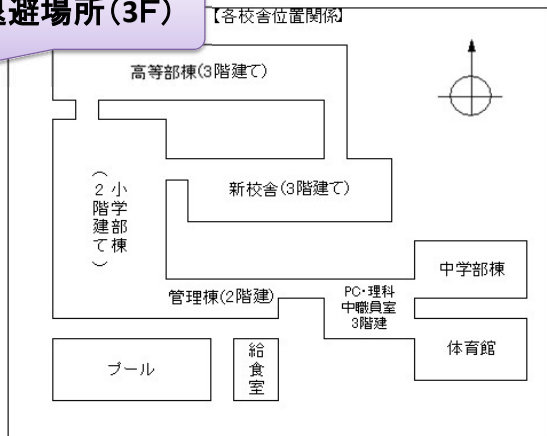 避場所(3F)
【各校舎位置関係】
高等部棟(3階建て)
小学部棟
(2階建て)
新校舎(3階建て)
中学部棟
管理棟(2階建)
PC・理科
中職員室
3階建
体育館
プール
給食室